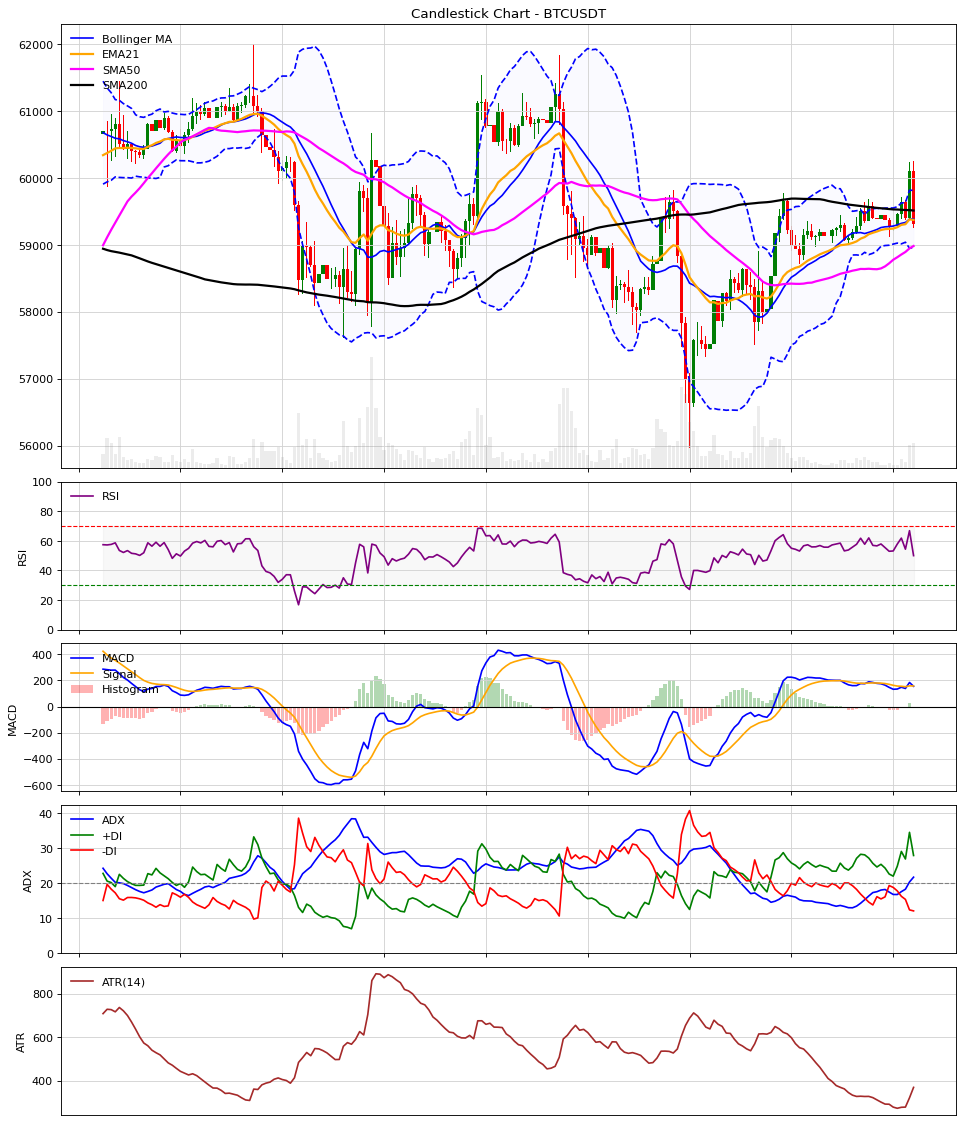 Candlestick Chart - BTCUSDT
Bollinger MA
EMA21
SMA50
SMA200
62000
61000
60000
59000
58000
57000
56000
RSI
RSI
100
80
60
40
20
0
MACD
Signal
Histogram
MACD
400
200
0
−200
−400
−600
ADX
+DI
-DI
ADX
40
30
20
10
0
ATR(14)
ATR
800
600
400